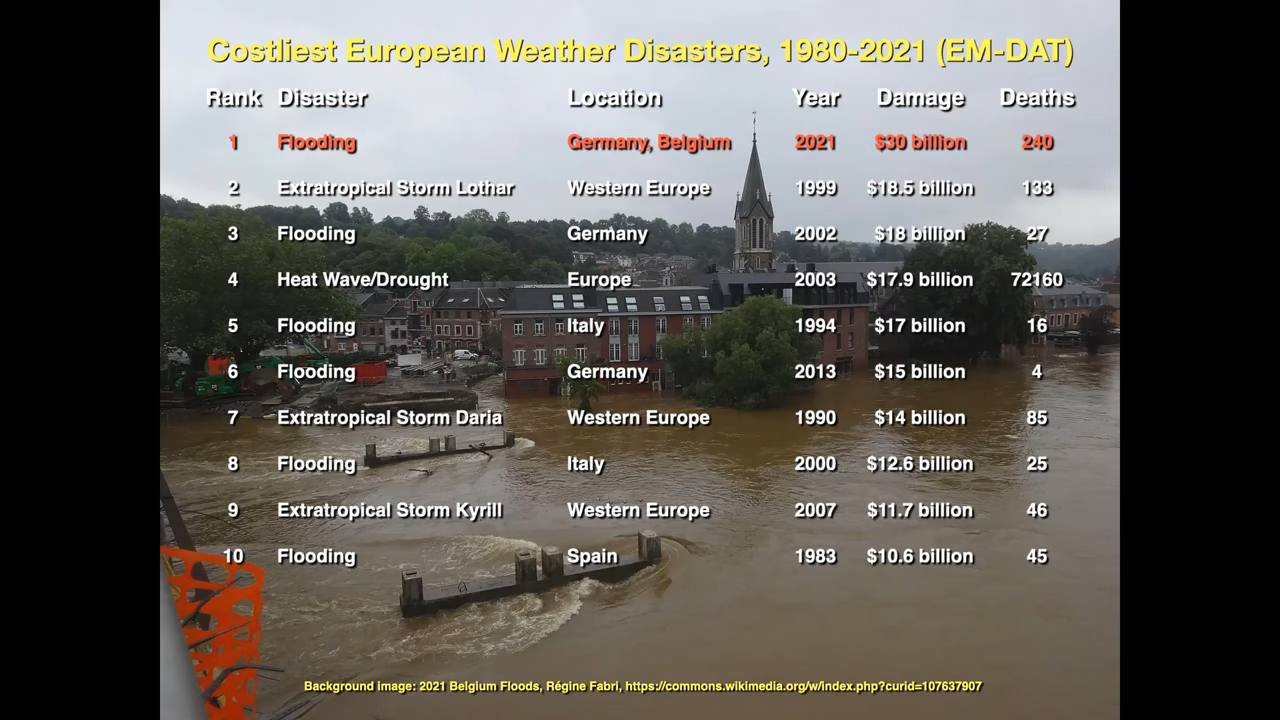 Costliest European Weather Disasters, 1980-2021 (EM-DAT)
Rank Disaster Location Year Damage Deaths
1 Flooding Germany, Belgium 2021 $30 billion 240
2 Extratropical Storm Lothar Western Europe 1999 $18.5 billion 133
3 Flooding Germany 2002 $18 billion 27
4 Heat Wave/Drought Europe 2003 $17.9 billion 72160
5 Flooding Italy 1994 $17 billion 16
6 Flooding Germany 2013 $15 billion 4
7 Extratropical Storm Daria Western Europe 1990 $14 billion 85
8 Flooding Italy 2000 $12.6 billion 25
9 Extratropical Storm Kyrill Western Europe 2007 $11.7 billion 46
10 Flooding Spain 1983 $10.6 billion 45
Background image: 2021 Belgium Floods, Régine Fabri, https://commons.wikimedia.org/w/index.php?curid=107637907